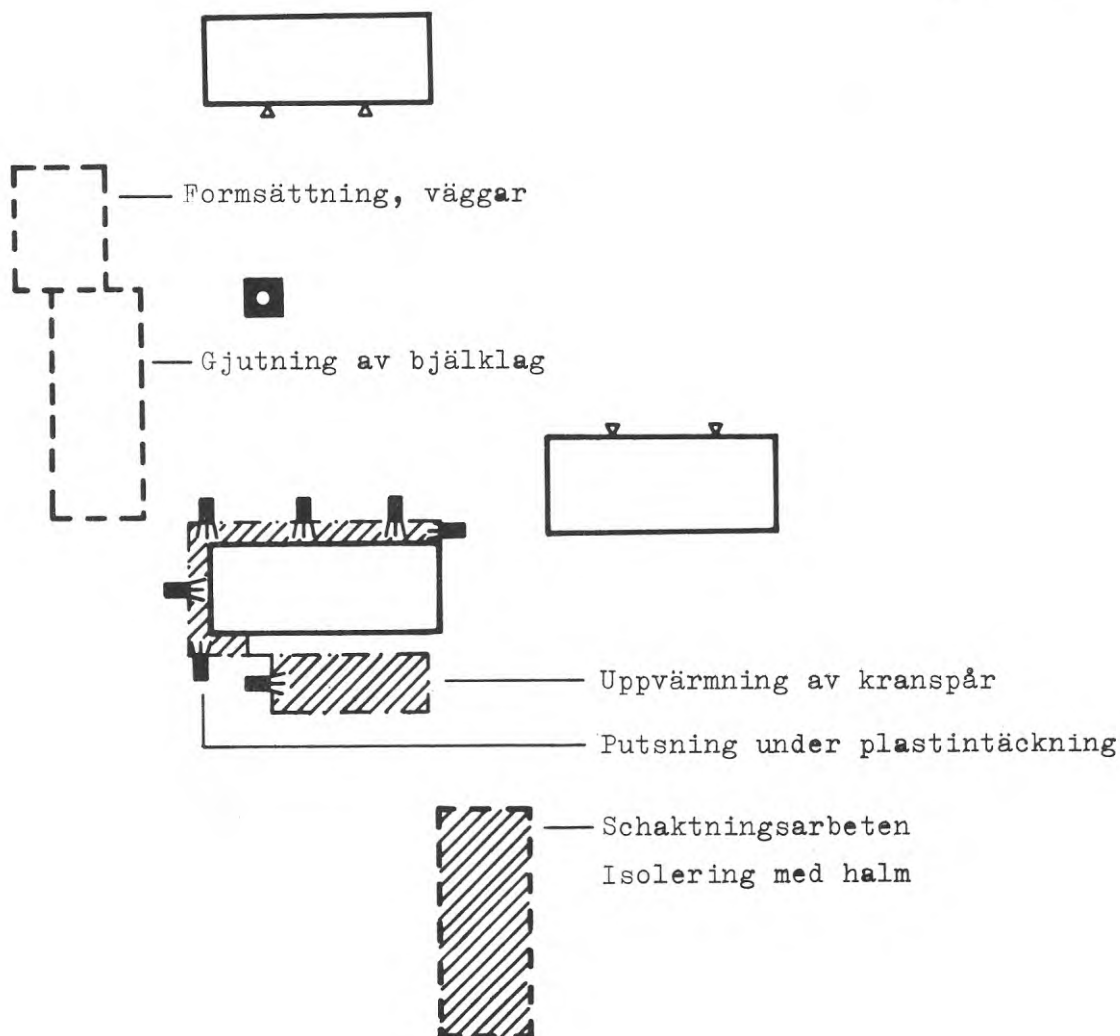 Formsättning, väggar
Gjutning av bjälklag
Uppvärmning av kranspår
Putsning under plastintäckning
Schaktningsarbeten
Isolering med halm